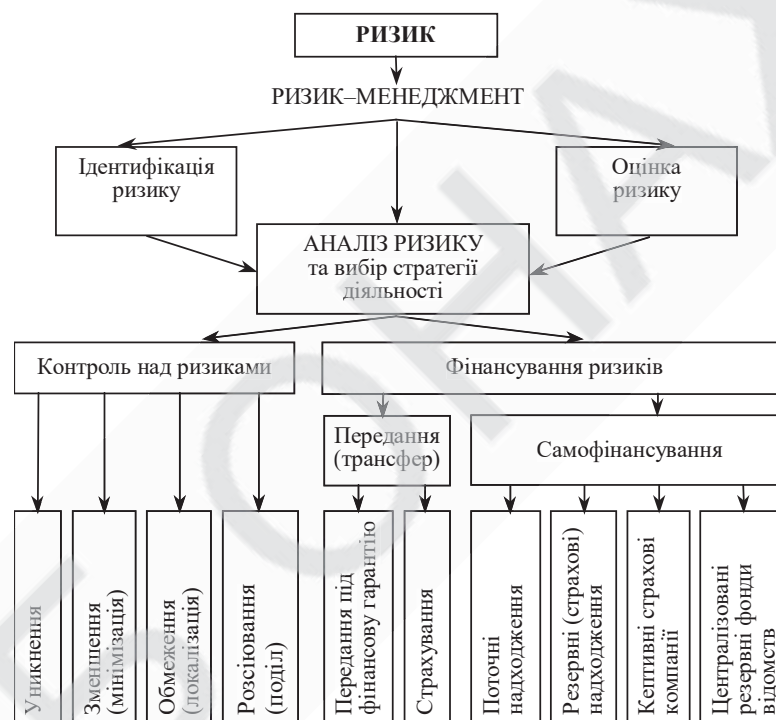 РИЗИК
РИЗИК–МЕНЕДЖМЕНТ
Ідентифікація
ризику
Оцінка
ризику
АНАЛІЗ РИЗИКУ
та вибір стратегії
діяльності
Контроль над ризиками
Фінансування ризиків
Передання
(трансфер)
Самофінансування
Уникнення
Зменшення
(мінімізація)
Обмеження
(локалізація)
Розсіювання
(поділ)
Передання під
фінансову гарантію
Страхування
Поточні
надходження
Резервні (страхові)
надходження
Кептивні страхові
компанії
Централізовані
резервні фонди
відомств